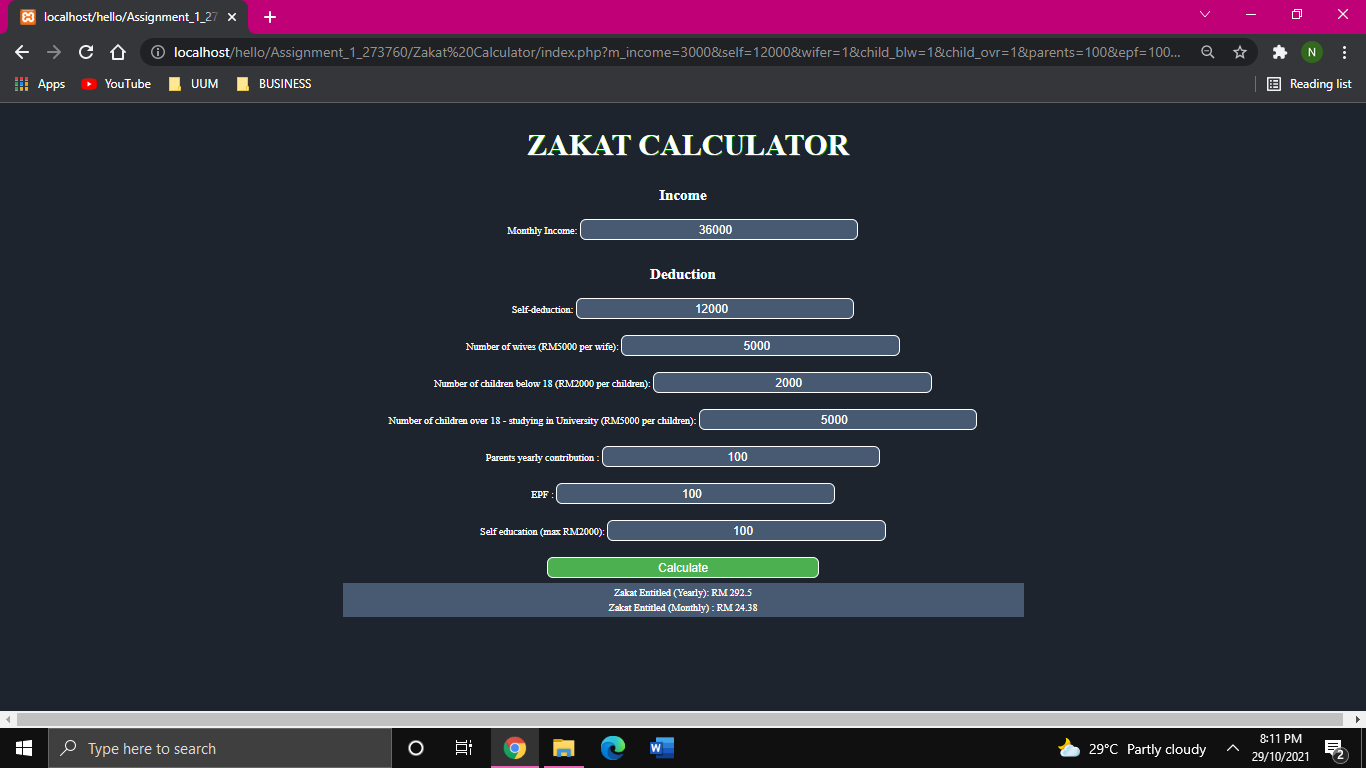 localhost/hello/Assignment_1_27
localhost/hello/Assignment_1_273760/Zakat%20Calculator/index.php?m_income=3000&self=12000&wifer=1&child_blw=1&child_ovr=1&parents=100&epf=100...
N
Apps YouTube UUM BUSINESS Reading list
ZAKAT CALCULATOR
Income
Monthly Income: 36000
Deduction
Self-deduction: 12000
Number of wives (RM5000 per wife): 5000
Number of children below 18 (RM2000 per children): 2000
Number of children over 18 - studying in University (RM5000 per children): 5000
Parents yearly contribution : 100
EPF : 100
Self education (max RM2000): 100
Calculate
Zakat Entitled (Yearly): RM 292.5
Zakat Entitled (Monthly) : RM 24.38
Type here to search
29°C Partly cloudy
8:11 PM
29/10/2021
2